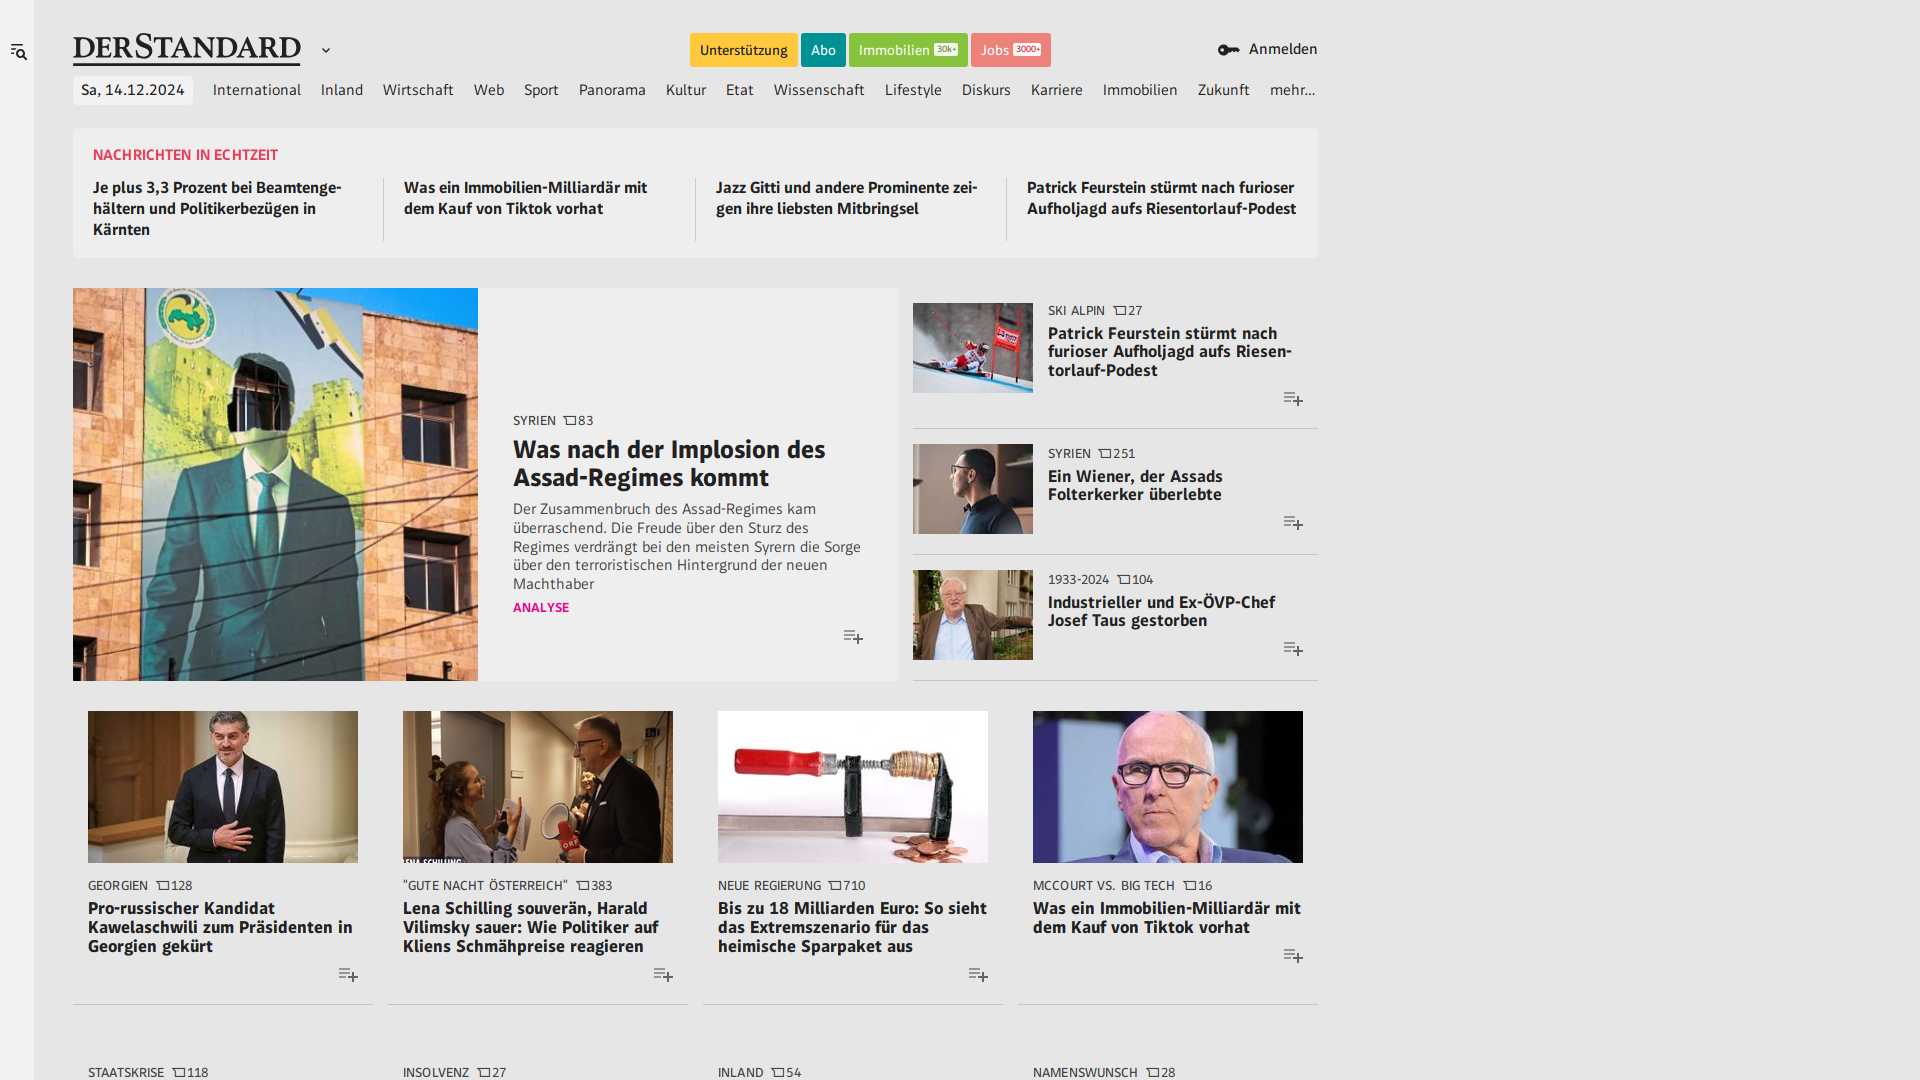 DERSTANDARD
Unterstützung
Abo
Immobilien 30k+
Jobs 3000+
Anmelden
Sa, 14.12.2024
International
Inland
Wirtschaft
Web
Sport
Panorama
Kultur
Etat
Wissenschaft
Lifestyle
Diskurs
Karriere
Immobilien
Zukunft
mehr...
NACHRICHTEN IN ECHTZEIT
Je plus 3,3 Prozent bei Beamtenge-
hältern und Politikerbezügen in
Kärnten
Was ein Immobilien-Milliardär mit
dem Kauf von Tiktok vorhat
Jazz Gitti und andere Prominente zei-
gen ihre liebsten Mitbringsel
Patrick Feurstein stürmt nach furioser
Aufholjagd aufs Riesentorlauf-Podest
SYRIEN 83
Was nach der Implosion des
Assad-Regimes kommt
Der Zusammenbruch des Assad-Regimes kam
überraschend. Die Freude über den Sturz des
Regimes verdrängt bei den meisten Syrern die Sorge
über den terroristischen Hintergrund der neuen
Machthaber
ANALYSE
SKI ALPIN 27
Patrick Feurstein stürmt nach
furioser Aufholjagd aufs Riesen-
torlauf-Podest
SYRIEN 251
Ein Wiener, der Assads
Folterkerker überlebte
1933-2024 104
Industrieller und Ex-ÖVP-Chef
Josef Taus gestorben
GEORGIEN 128
Pro-russischer Kandidat
Kawelaschwili zum Präsidenten in
Georgien gekürt
LENA SCHILLING
ORF
"GUTE NACHT ÖSTERREICH" 383
Lena Schilling souverän, Harald
Vilimsky sauer: Wie Politiker auf
Kliens Schmähpreise reagieren
NEUE REGIERUNG 710
Bis zu 18 Milliarden Euro: So sieht
das Extremszenario für das
heimische Sparpaket aus
MCCOURT VS. BIG TECH 16
Was ein Immobilien-Milliardär mit
dem Kauf von Tiktok vorhat
STAATSKRISE 118
INSOLVENZ 27
INLAND 54
NAMENSWUNSCH 28